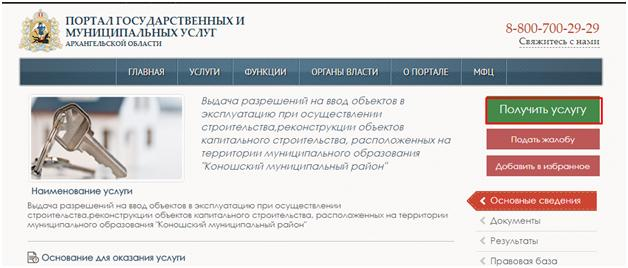 ПОРТАЛ ГОСУДАРСТВЕННЫХ И
МУНИЦИПАЛЬНЫХ УСЛУГ
АРХАНГЕЛЬСКОЙ ОБЛАСТИ
8-800-700-29-29
Свяжитесь с нами
ГЛАВНАЯ УСЛУГИ ФУНКЦИИ ОРГАНЫ ВЛАСТИ О ПОРТАЛЕ МФЦ
Выдача разрешений на ввод объектов в
эксплуатацию при осуществлении
строительства,реконструкции объектов
капитального строительства, расположенных на
территории муниципального образования
"Коношский муниципальный район"
Получить услугу
Подать жалобу
Добавить в избранное
Наименование услуги
Выдача разрешений на ввод объектов в эксплуатацию при осуществлении
строительства,реконструкции объектов капитального строительства, расположенных на территории
муниципального образования "Коношский муниципальный район"
Основание для оказания услуги
Основные сведения
Документы
Результаты
Правовая база